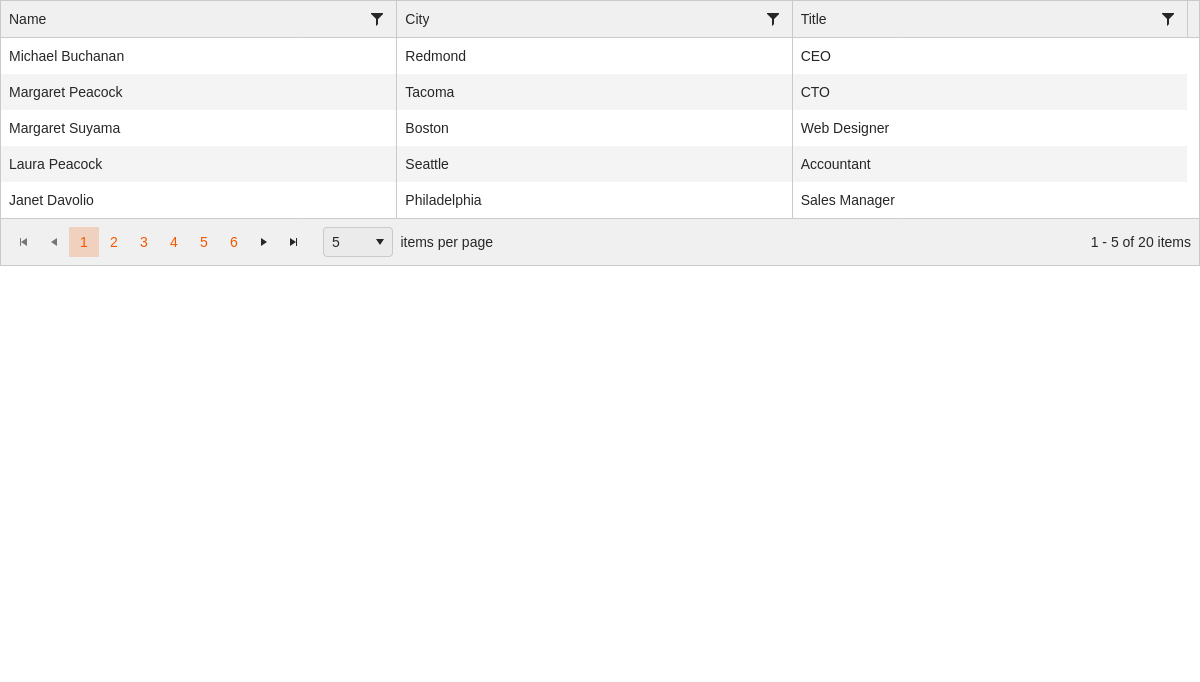 Name City Title
Michael Buchanan Redmond CEO
Margaret Peacock Tacoma CTO
Margaret Suyama Boston Web Designer
Laura Peacock Seattle Accountant
Janet Davolio Philadelphia Sales Manager
1 2 3 4 5 6 5 items per page 1 - 5 of 20 items